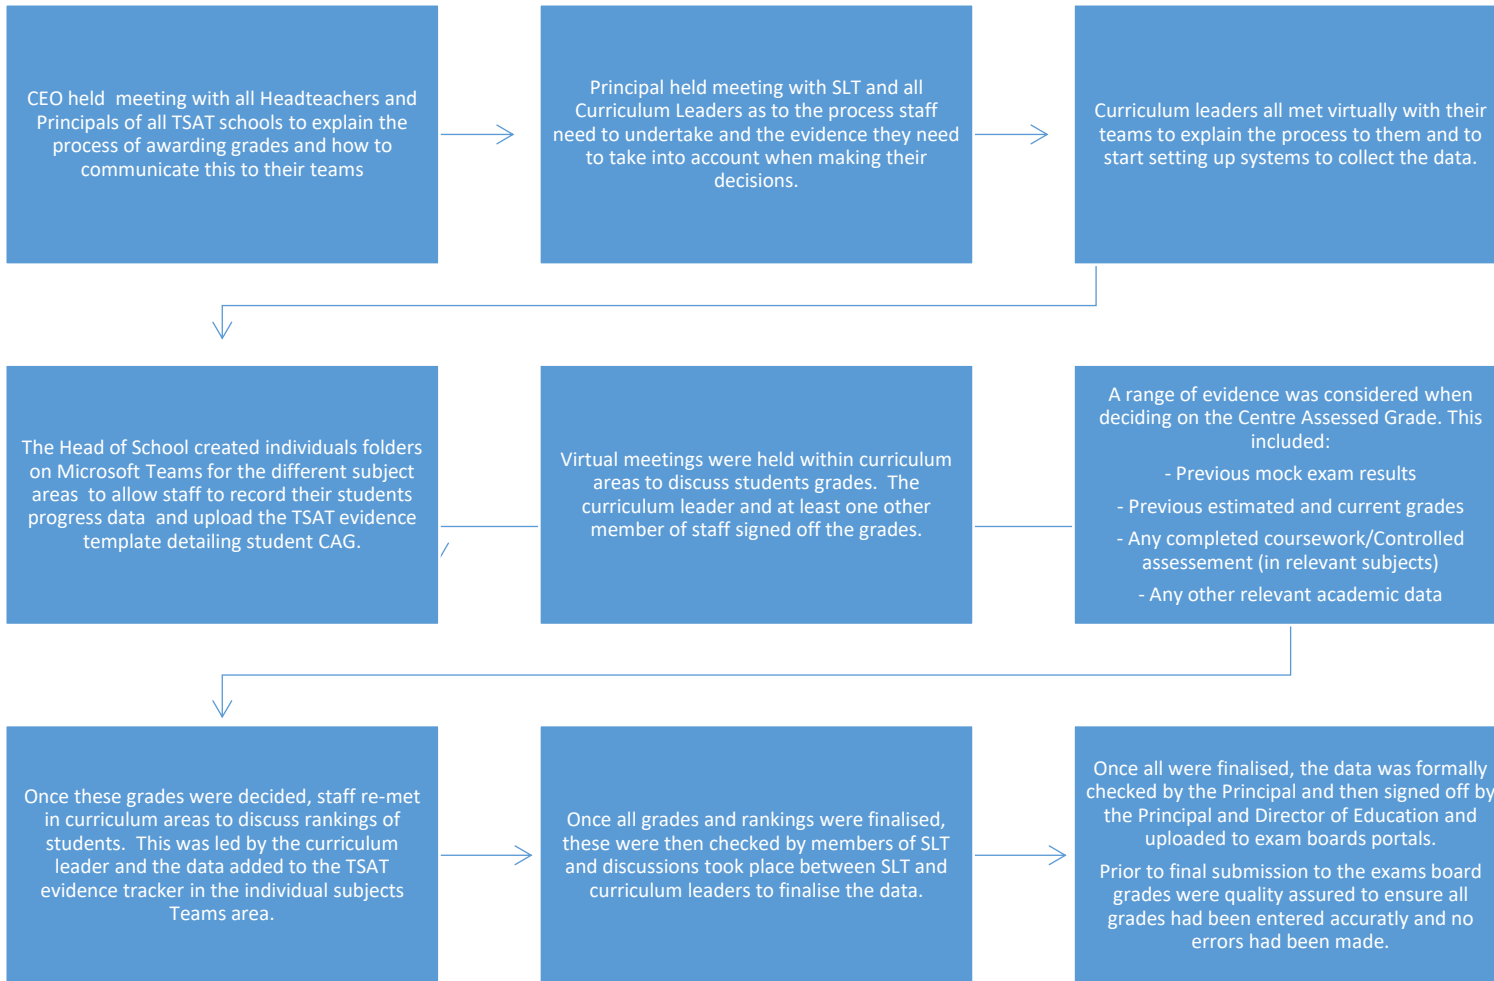 CEO held  meeting with all Headteachers and
Principals of all TSAT schools to explain the
process of awarding grades and how to
communicate this to their teams
Principal held meeting with SLT and all
Curriculum Leaders as to the process staff
need to undertake and the evidence they need
to take into account when making their
decisions.
Curriculum leaders all met virtually with their
teams to explain the process to them and to
start setting up systems to collect the data.
The Head of School created individuals folders
on Microsoft Teams for the different subject
areas  to allow staff to record their students
progress data  and upload the TSAT evidence
template detailing student CAG.
Virtual meetings were held within curriculum
areas to discuss students grades.  The
curriculum leader and at least one other
member of staff signed off the grades.
A range of evidence was considered when
deciding on the Centre Assessed Grade. This
included:
- Previous mock exam results
- Previous estimated and current grades
- Any completed coursework/Controlled
assessement (in relevant subjects)
- Any other relevant academic data
Once these grades were decided, staff re-met
in curriculum areas to discuss rankings of
students.  This was led by the curriculum
leader and the data added to the TSAT
evidence tracker in the individual subjects
Teams area.
Once all grades and rankings were finalised,
these were then checked by members of SLT
and discussions took place between SLT and
curriculum leaders to finalise the data.
Once all were finalised, the data was formally
checked by the Principal and then signed off by
the Principal and Director of Education and
uploaded to exam boards portals.
Prior to final submission to the exams board
grades were quality assured to ensure all
grades had been entered accuratly and no
errors had been made.